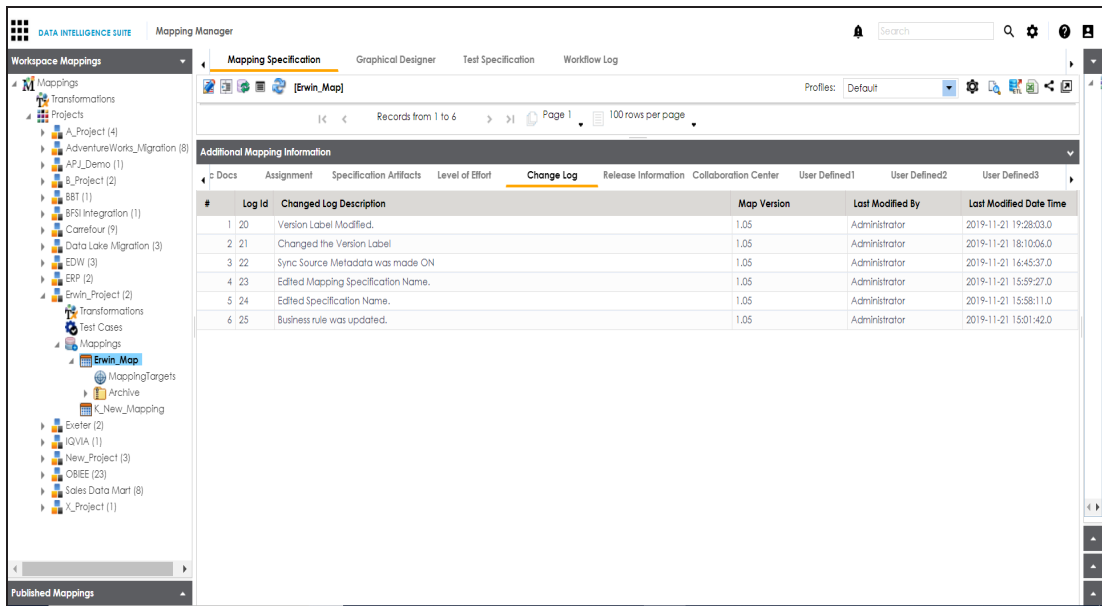 DATA INTELLIGENCE SUITE Mapping Manager Search
Workspace Mappings
Mappings
Transformations
Projects
A_Project (4)
AdventureWorks_Migration (8)
APJ_Demo (1)
B_Project (2)
BBT (1)
BFSI Integration (1)
Carrefour (9)
Data Lake Migration (3)
EDW (3)
ERP (2)
Erwin_Project (2)
Transformations
Test Cases
Mappings
Erwin_Map
MappingTargets
Archive
K_New_Mapping
Exeter (2)
IQVIA (1)
New_Project (3)
OBIEE (23)
Sales Data Mart (8)
X_Project (1)
Published Mappings
Mapping Specification Graphical Designer Test Specification Workflow Log
[Erwin_Map] Profiles: Default
Records from 1 to 6 Page 1 100 rows per page
Additional Mapping Information
c Docs Assignment Specification Artifacts Level of Effort Change Log Release Information Collaboration Center User Defined1 User Defined2 User Defined3
# Log Id Changed Log Description Map Version Last Modified By Last Modified Date Time
1 20 Version Label Modified. 1.05 Administrator 2019-11-21 19:28:03.0
2 21 Changed the Version Label 1.05 Administrator 2019-11-21 18:10:06.0
3 22 Sync Source Metadata was made ON 1.05 Administrator 2019-11-21 16:45:37.0
4 23 Edited Mapping Specification Name. 1.05 Administrator 2019-11-21 15:59:27.0
5 24 Edited Specification Name. 1.05 Administrator 2019-11-21 15:58:11.0
6 25 Business rule was updated. 1.05 Administrator 2019-11-21 15:01:42.0